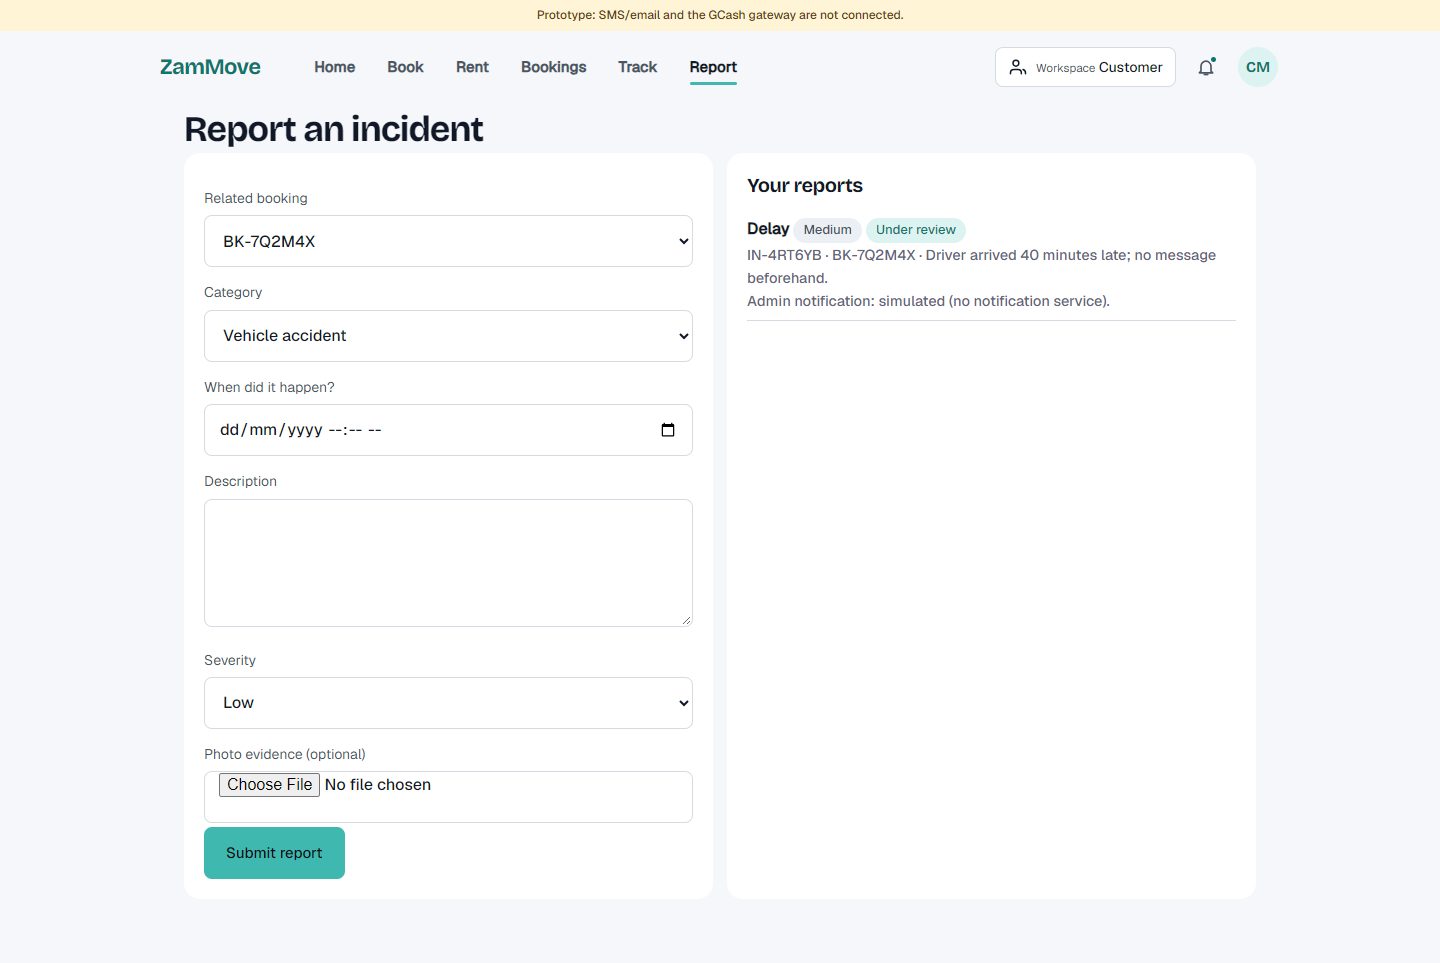 Prototype: SMS/email and the GCash gateway are not connected.
ZamMove
Home
Book
Rent
Bookings
Track
Report
Workspace Customer
CM
Report an incident
Related booking
BK-7Q2M4X
Category
Vehicle accident
When did it happen?
dd/mm/yyyy --:-- --
Description
Severity
Low
Photo evidence (optional)
Choose File No file chosen
Submit report
Your reports
Delay Medium Under review
IN-4RT6YB · BK-7Q2M4X · Driver arrived 40 minutes late; no message
beforehand.
Admin notification: simulated (no notification service).